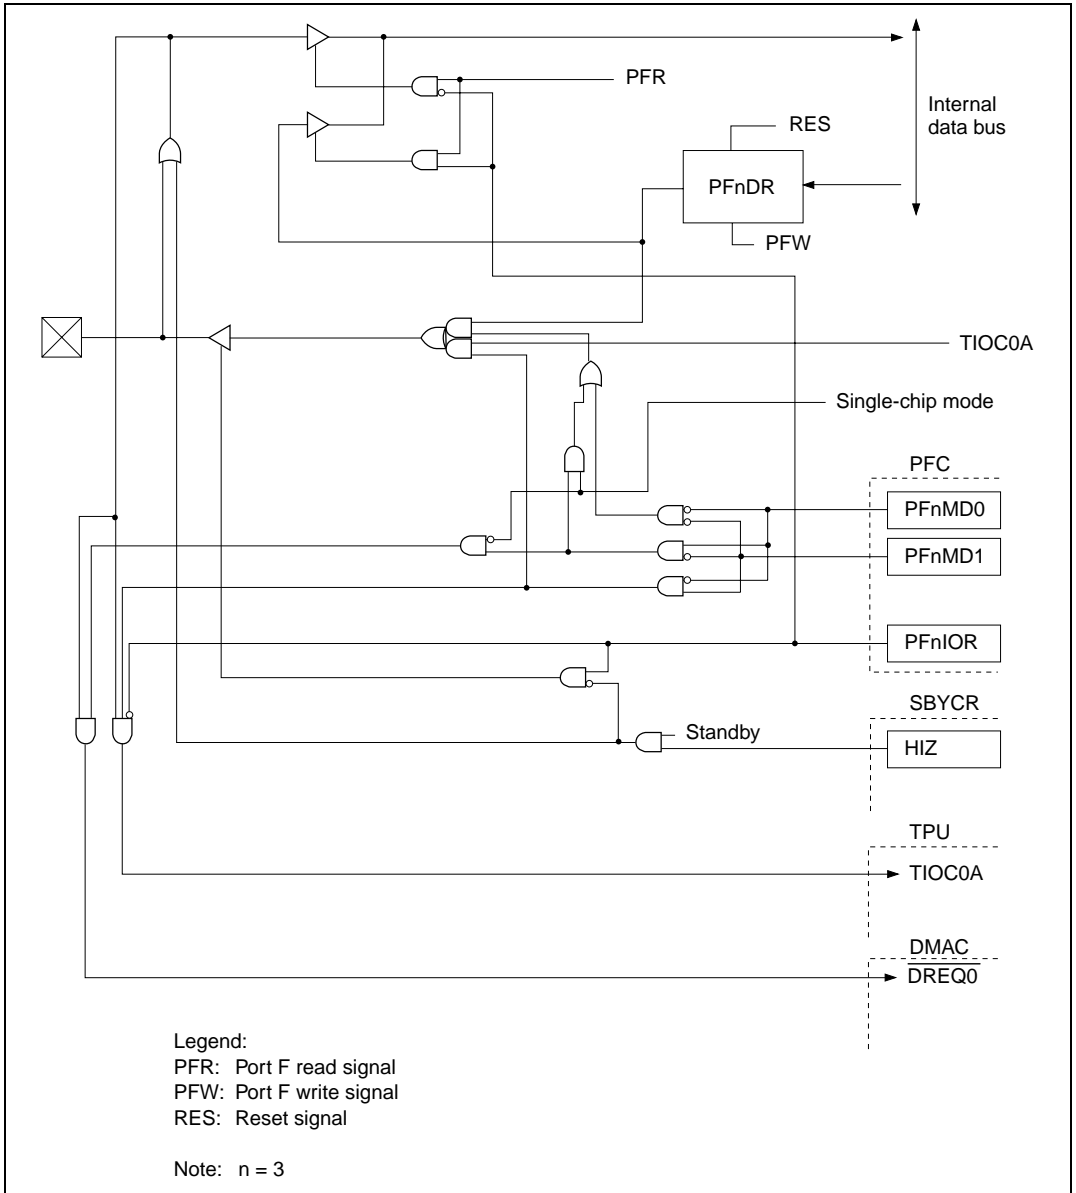 PFR
Internal
data bus
RES
PFnDR
PFW
TIOC0A
Single-chip mode
PFC
PFnMD0
PFnMD1
PFnIOR
SBYCR
Standby
HIZ
TPU
TIOC0A
DMAC
DREQ0
Legend:
PFR: Port F read signal
PFW: Port F write signal
RES: Reset signal
Note: n = 3